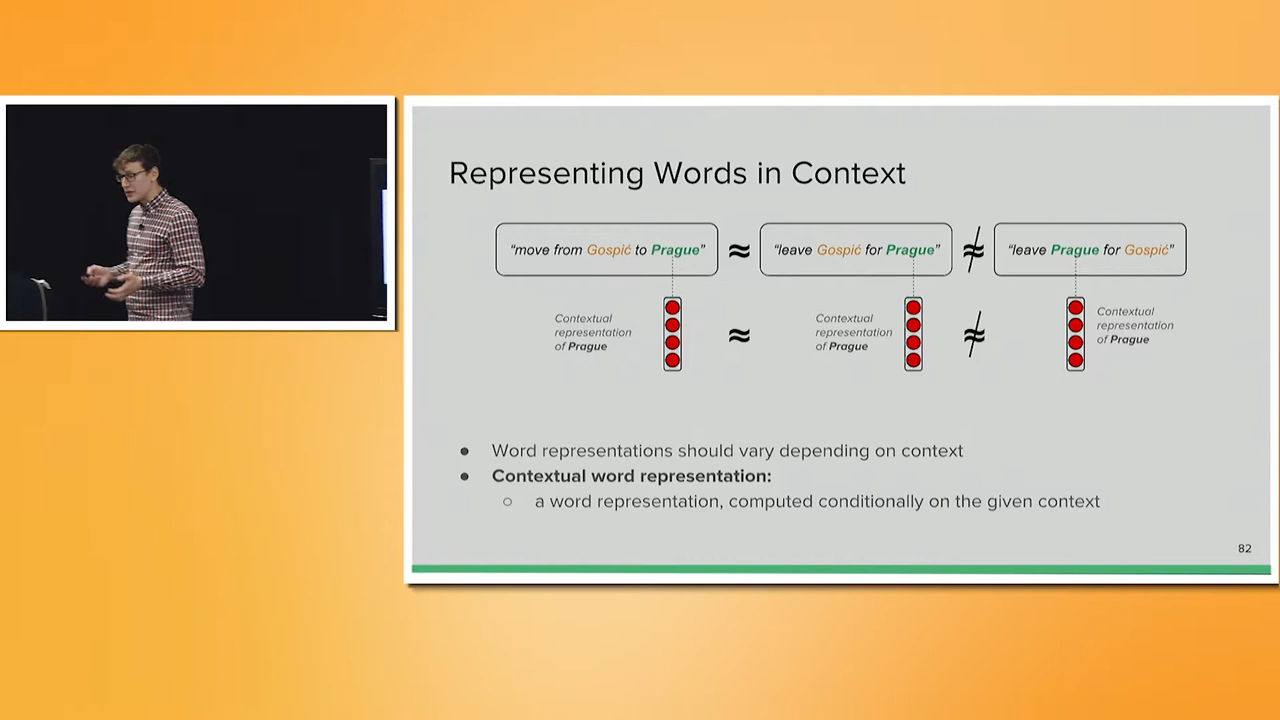 Representing Words in Context
“move from Gospić to Prague” ≈ “leave Gospić for Prague” ≉ “leave Prague for Gospić”
Contextual
representation
of Prague
≈
Contextual
representation
of Prague
≉
Contextual
representation
of Prague
● Word representations should vary depending on context
● Contextual word representation:
○ a word representation, computed conditionally on the given context
82